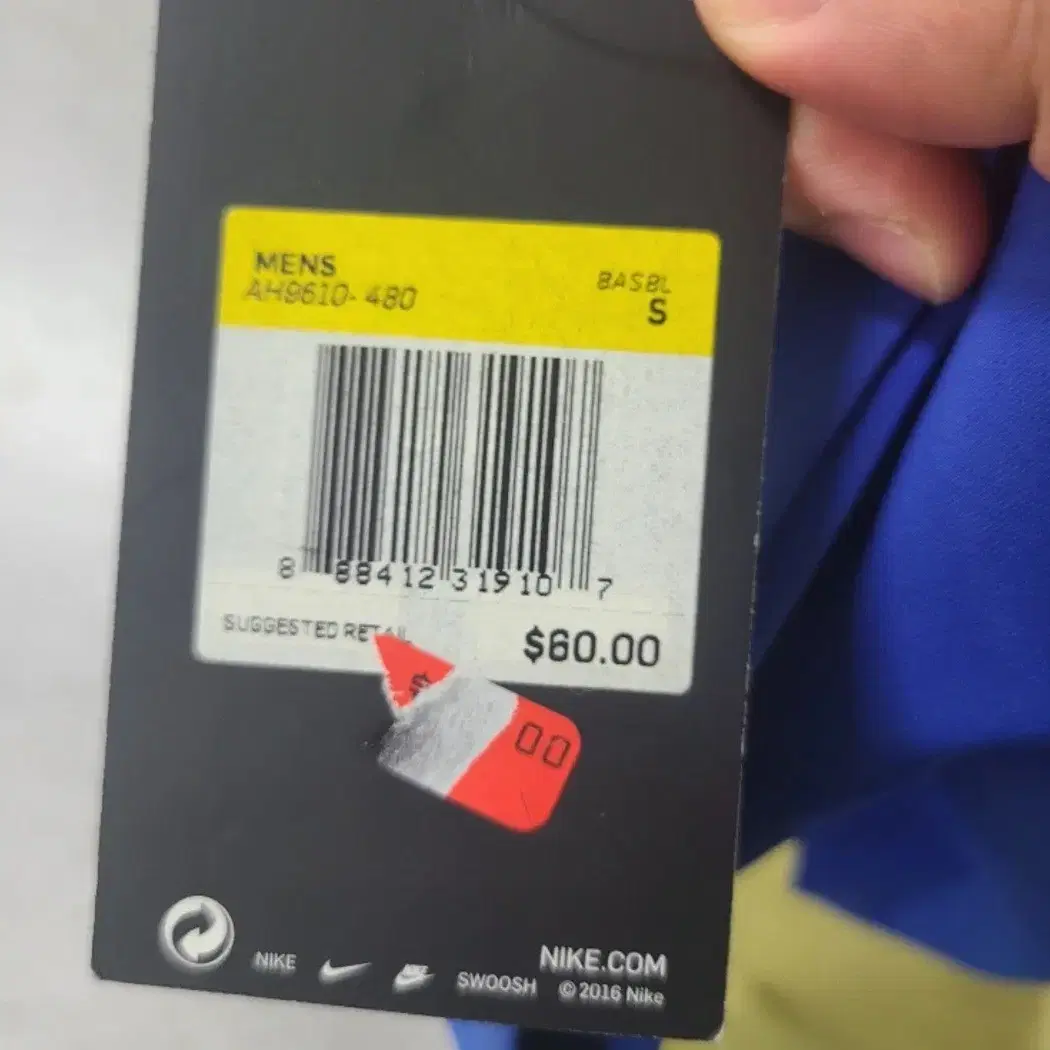 MENS
AH9610-480
BASBL
S
8 88412 31910 7
SUGGESTED RETAIL
$60.00
$
00
NIKE
NIKE
SWOOSH
NIKE.COM
© 2016 Nike